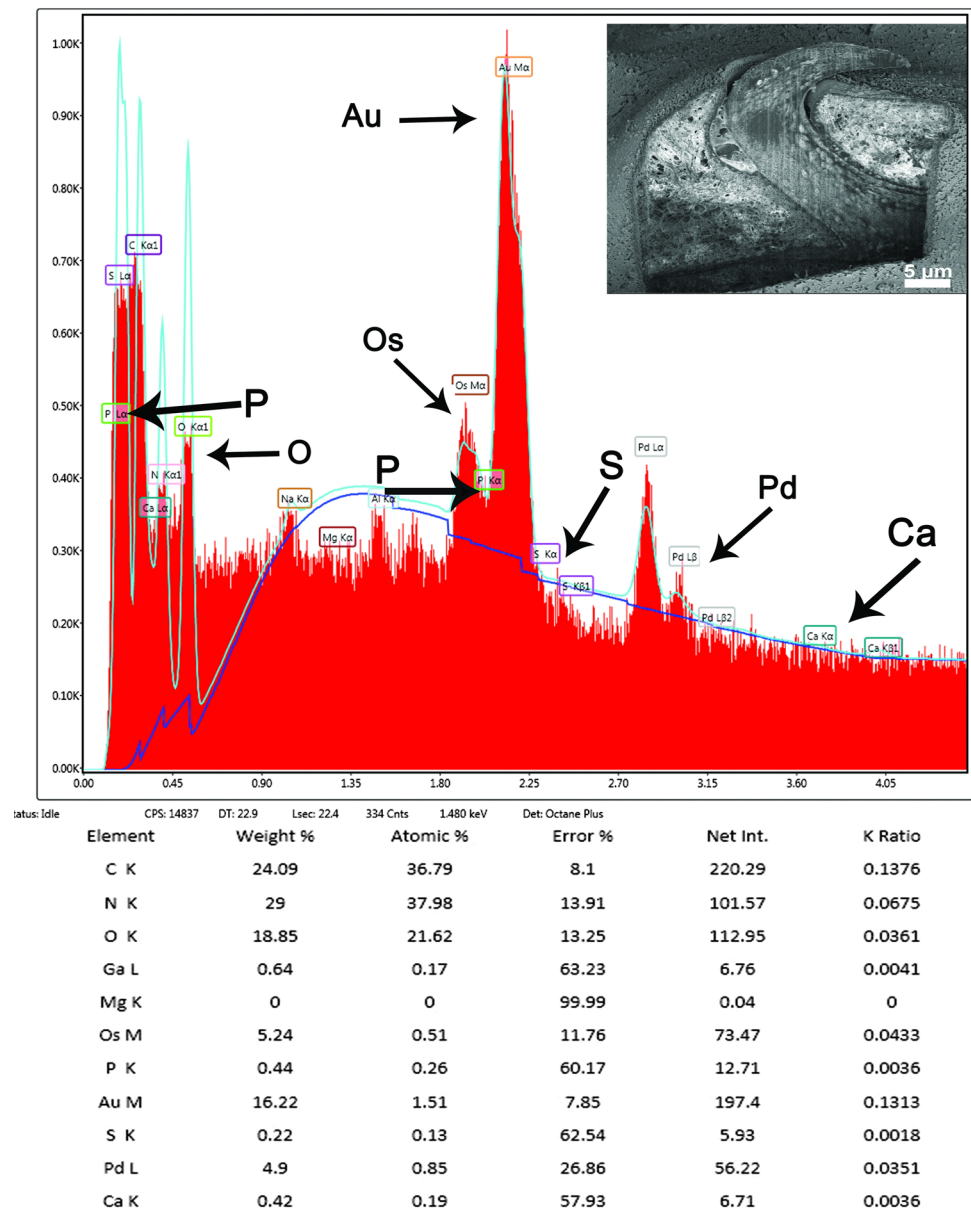 1.00K
0.90K
0.80K
0.70K
0.60K
0.50K
0.40K
0.30K
0.20K
0.10K
0.00K
Au Mα
Au
5 µm
C Kα1
S Lα
Os
Os Mα
P Lα
P
O Kα1
O
N Kα1
Ca Lα
P
P Kα
S
Pd Lα
Pd
Ca
Na Kα
Al Kα
Mg Kα
S Kα
S Kβ1
Pd Lβ
Pd Lβ2
Ca Kα
Ca Kβ1
0.00 0.45 0.90 1.35 1.80 2.25 2.70 3.15 3.60 4.05
tatus: Idle CPS: 14837 DT: 22.9 Lsec: 22.4 334 Cnts 1.480 keV Det: Octane Plus
Element Weight % Atomic % Error % Net Int. K Ratio
C K 24.09 36.79 8.1 220.29 0.1376
N K 29 37.98 13.91 101.57 0.0675
O K 18.85 21.62 13.25 112.95 0.0361
Ga L 0.64 0.17 63.23 6.76 0.0041
Mg K 0 0 99.99 0.04 0
Os M 5.24 0.51 11.76 73.47 0.0433
P K 0.44 0.26 60.17 12.71 0.0036
Au M 16.22 1.51 7.85 197.4 0.1313
S K 0.22 0.13 62.54 5.93 0.0018
Pd L 4.9 0.85 26.86 56.22 0.0351
Ca K 0.42 0.19 57.93 6.71 0.0036